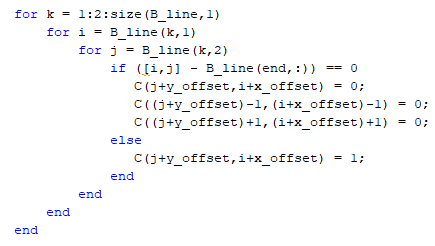 for k = 1:2:size(B_line,1)
for i = B_line(k,1)
for j = B_line(k,2)
if ([i,j] - B_line(end,:)) == 0
C(j+y_offset,i+x_offset) = 0;
C((j+y_offset)-1,(i+x_offset)-1) = 0;
C((j+y_offset)+1,(i+x_offset)+1) = 0;
else
C(j+y_offset,i+x_offset) = 1;
end
end
end
end